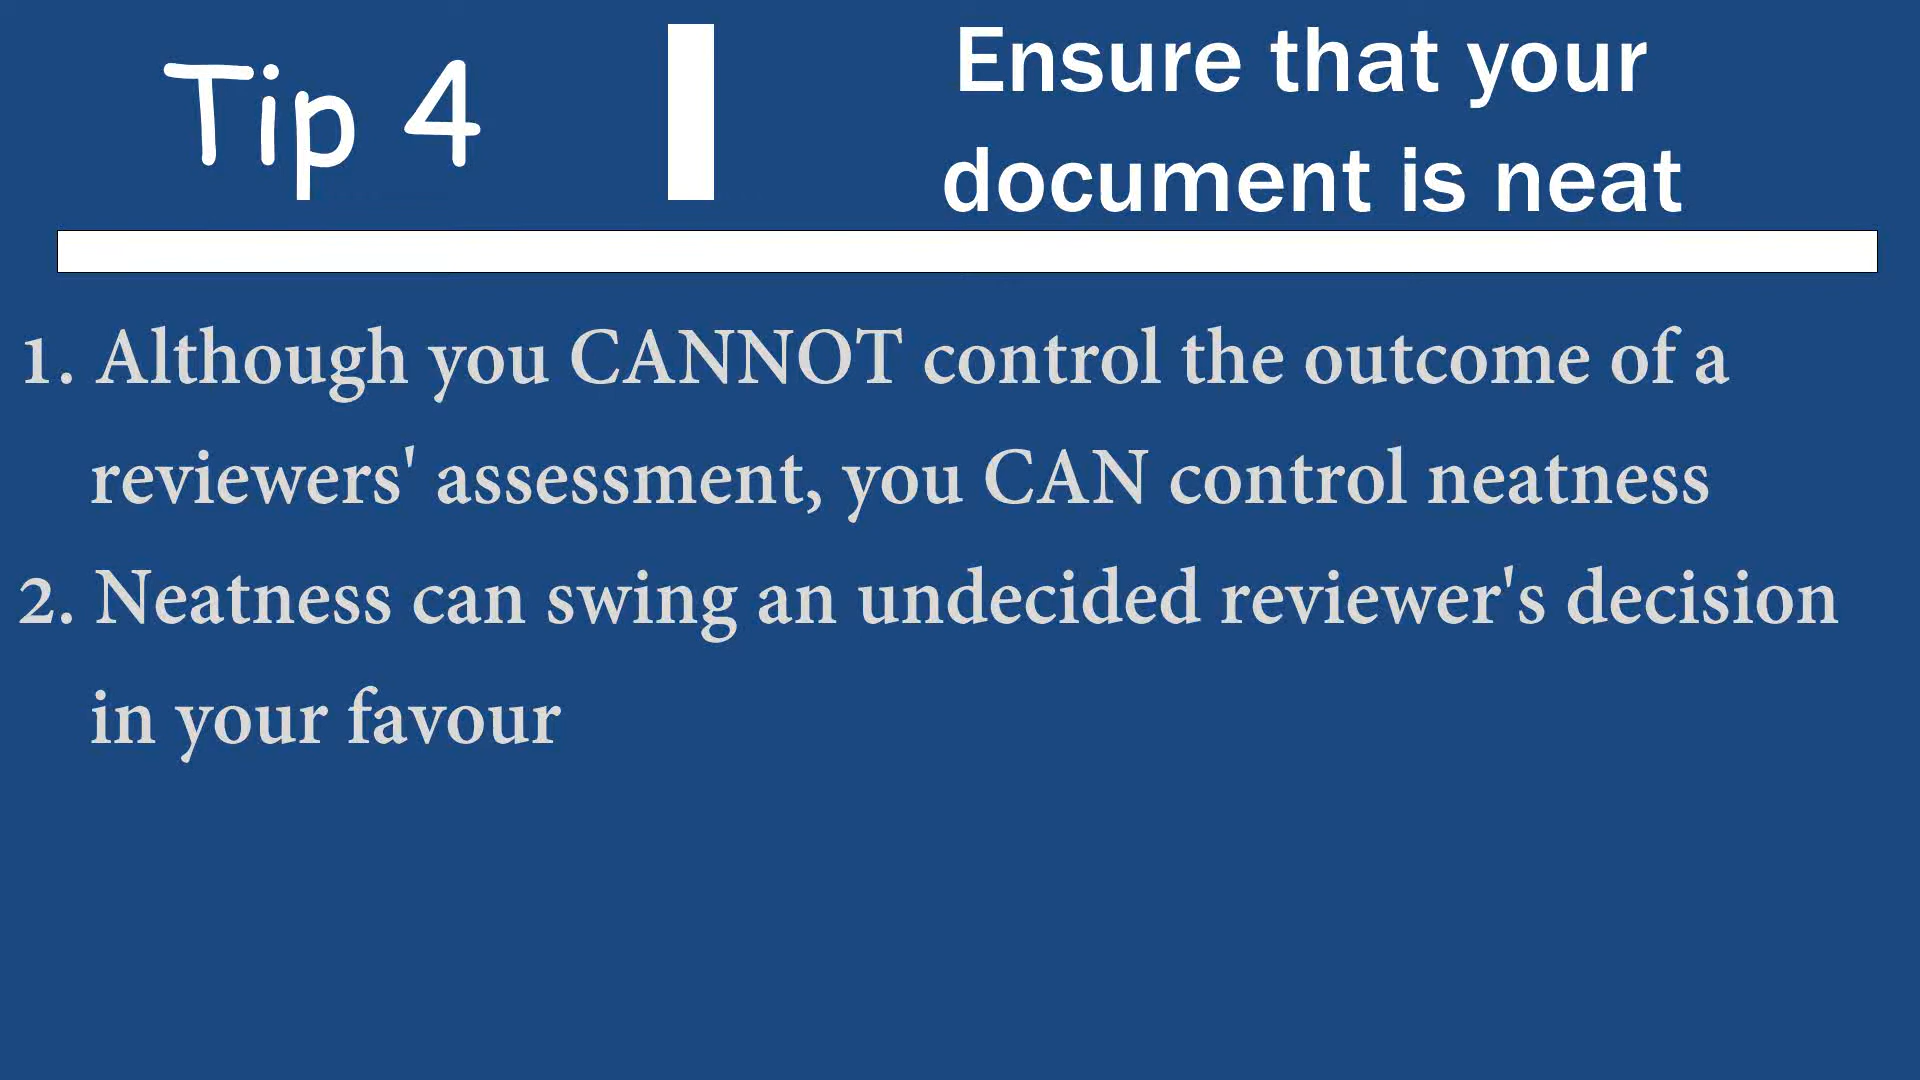 Tip 4
Ensure that your
document is neat
1. Although you CANNOT control the outcome of a
reviewers' assessment, you CAN control neatness
2. Neatness can swing an undecided reviewer's decision
in your favour